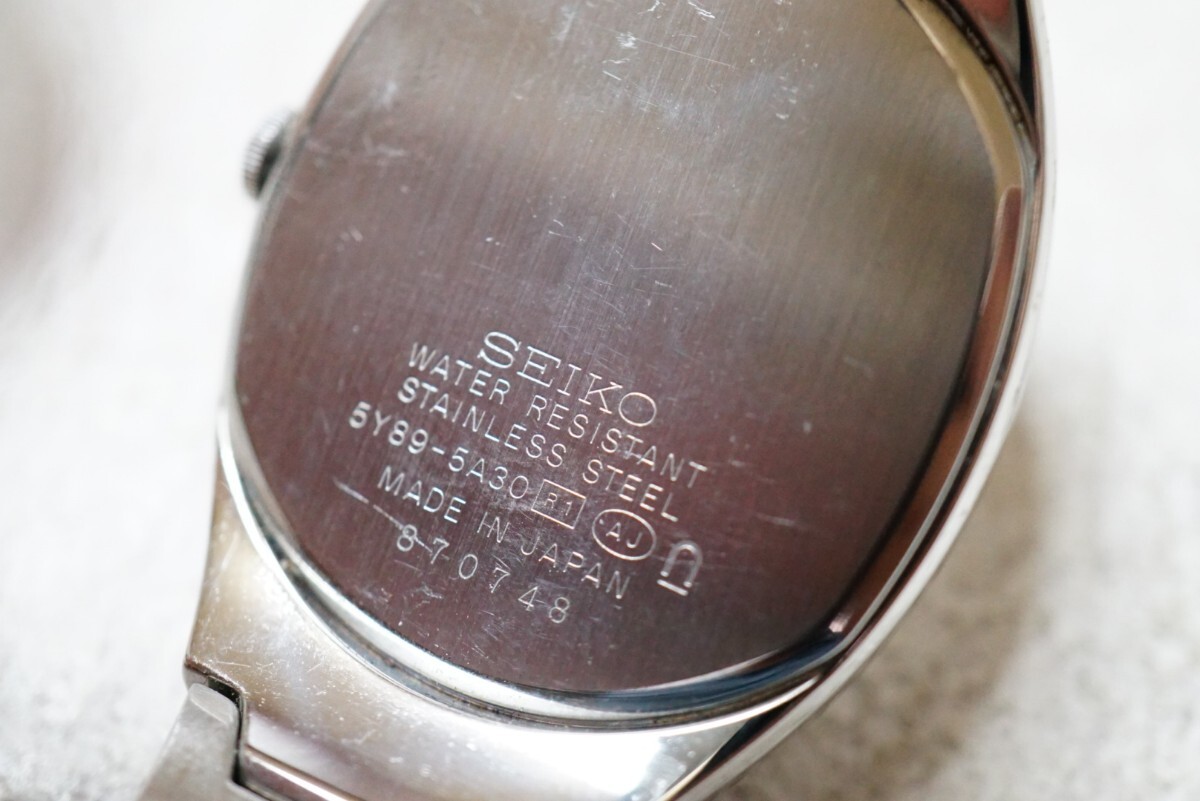 SEIKO
WATER RESISTANT
STAINLESS STEEL
5Y89-5A30 R1 AJ
MADE IN JAPAN
870748